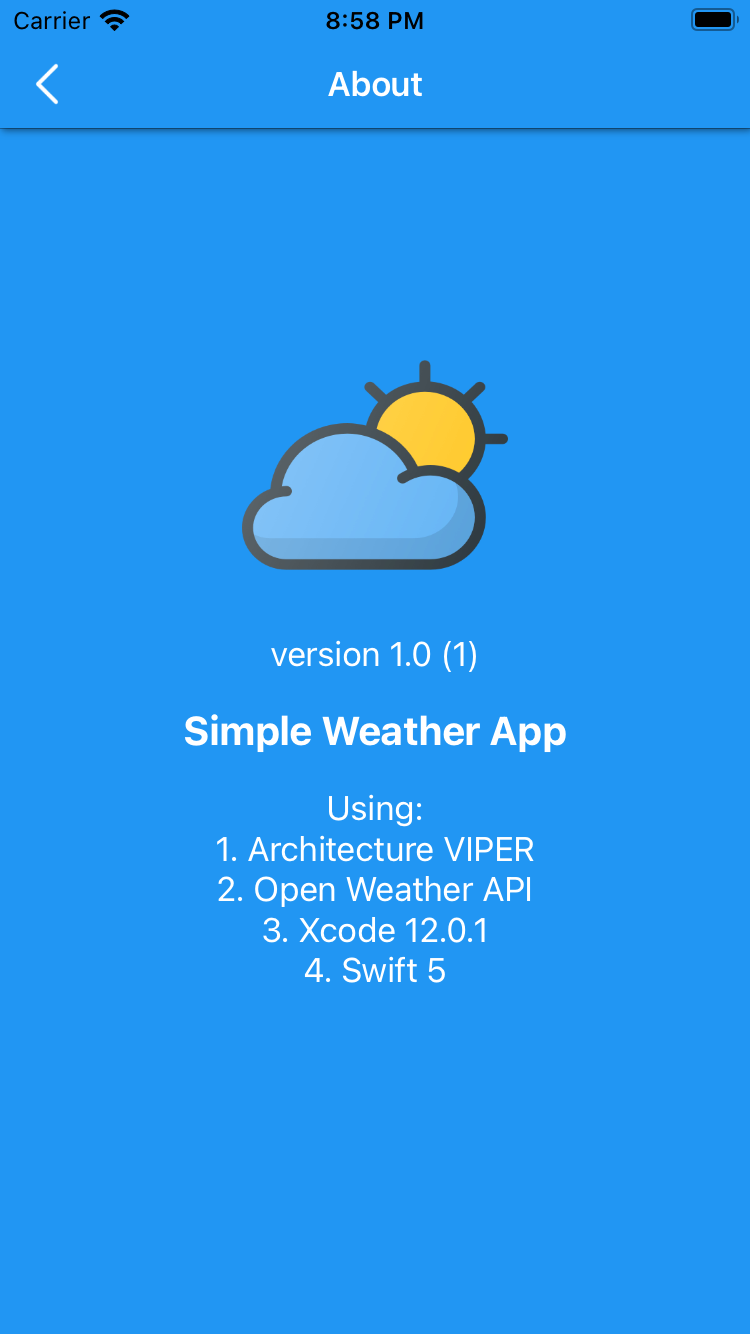 Carrier 8:58 PM
About
version 1.0 (1)
Simple Weather App
Using:
1. Architecture VIPER
2. Open Weather API
3. Xcode 12.0.1
4. Swift 5